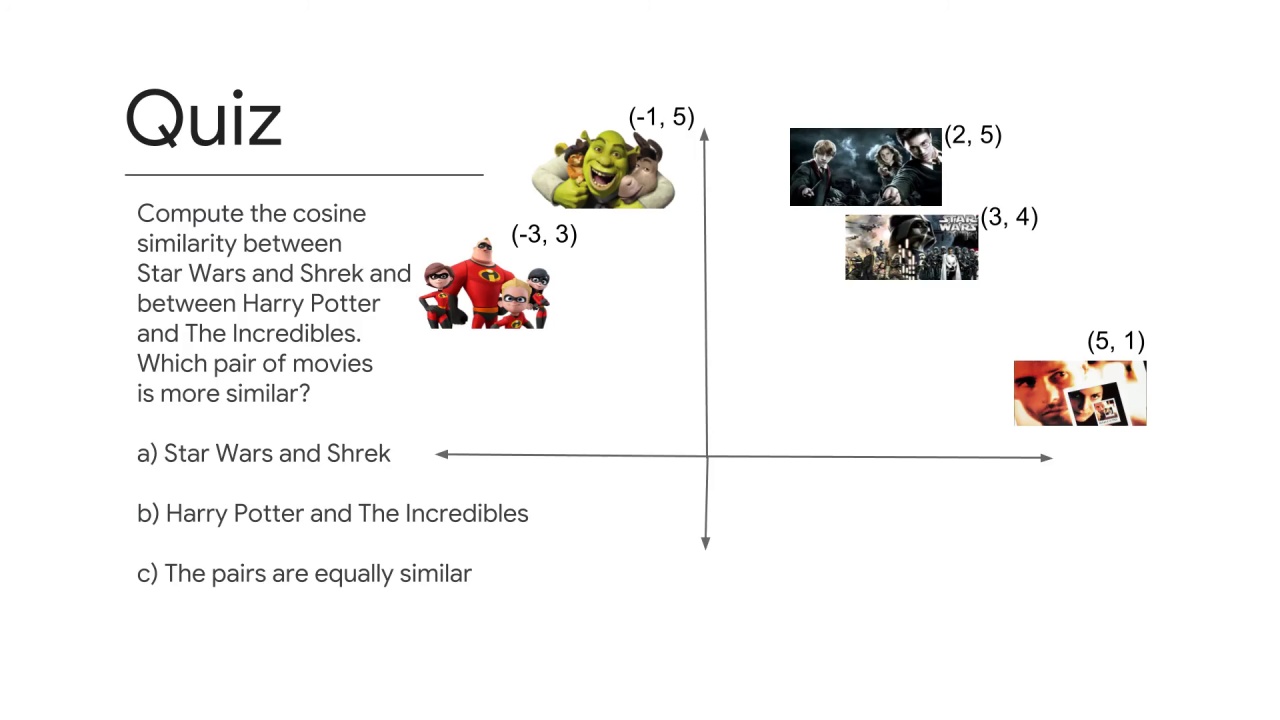 Quiz
Compute the cosine
similarity between
Star Wars and Shrek and
between Harry Potter
and The Incredibles.
Which pair of movies
is more similar?
a) Star Wars and Shrek
b) Harry Potter and The Incredibles
c) The pairs are equally similar
(-1, 5)
(-3, 3)
(2, 5)
(3, 4)
STAR
WARS
(5, 1)